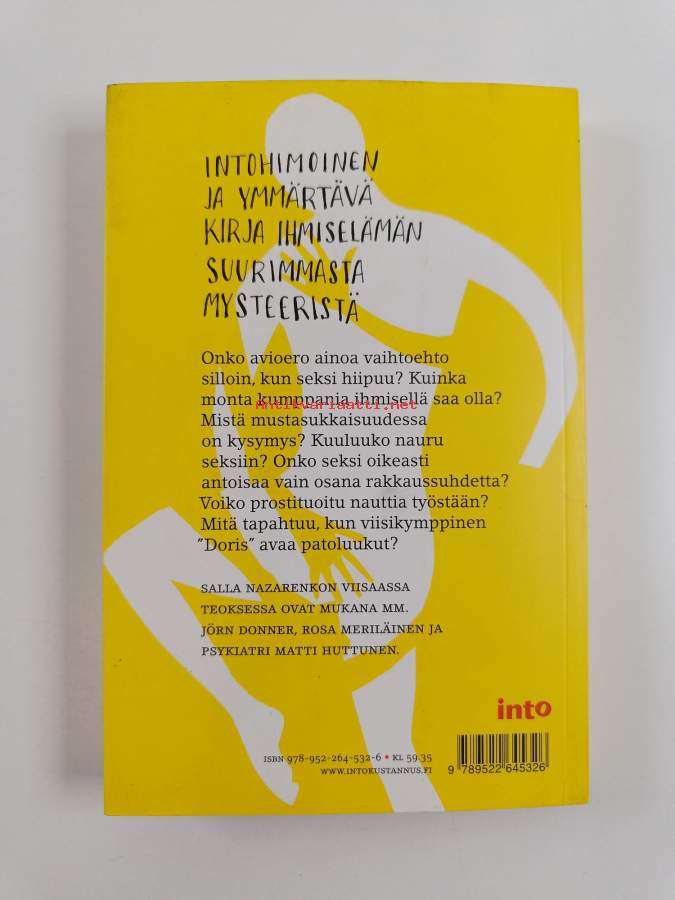 INTOHIMOINEN
JA YMMÄRTÄVÄ
KIRJA IHMISELÄMÄN
SUURIMMASTA
MYSTEERISTÄ
Onko avioero ainoa vaihtoehto
silloin, kun seksi hiipuu? Kuinka
monta kumppania ihmisellä saa olla?
Antikvariaatti.net
Mistä mustasukkaisuudessa
on kysymys? Kuuluuko nauru
seksiin? Onko seksi oikeasti
antoisaa vain osana rakkaussuhdetta?
Voiko prostituoitu nauttia työstään?
Mitä tapahtuu, kun viisikymppinen
"Doris" avaa patoluukut?
SALLA NAZARENKON VIISAASSA
TEOKSESSA OVAT MUKANA MM.
JÖRN DONNER, ROSA MERILÄINEN JA
PSYKIATRI MATTI HUTTUNEN.
into
ISBN 978-952-264-532-6 • KL 59.35
WWW.INTOKUSTANNUS.FI
9 789522 645326